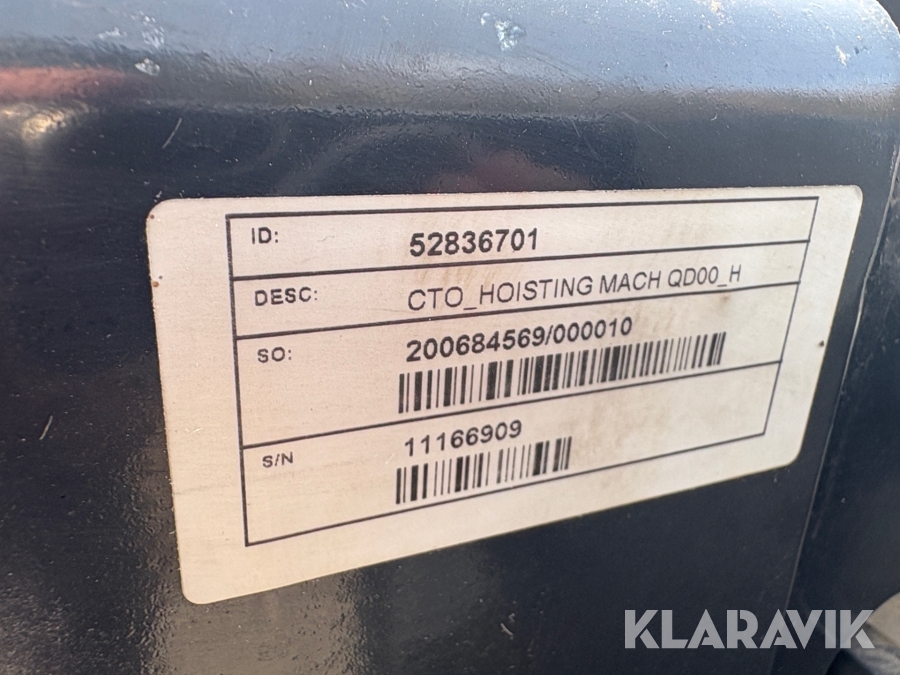 ID: 52836701
DESC: CTO_HOISTING MACH QD00_H
SO: 200684569/000010
S/N 11166909
KLARAVIK